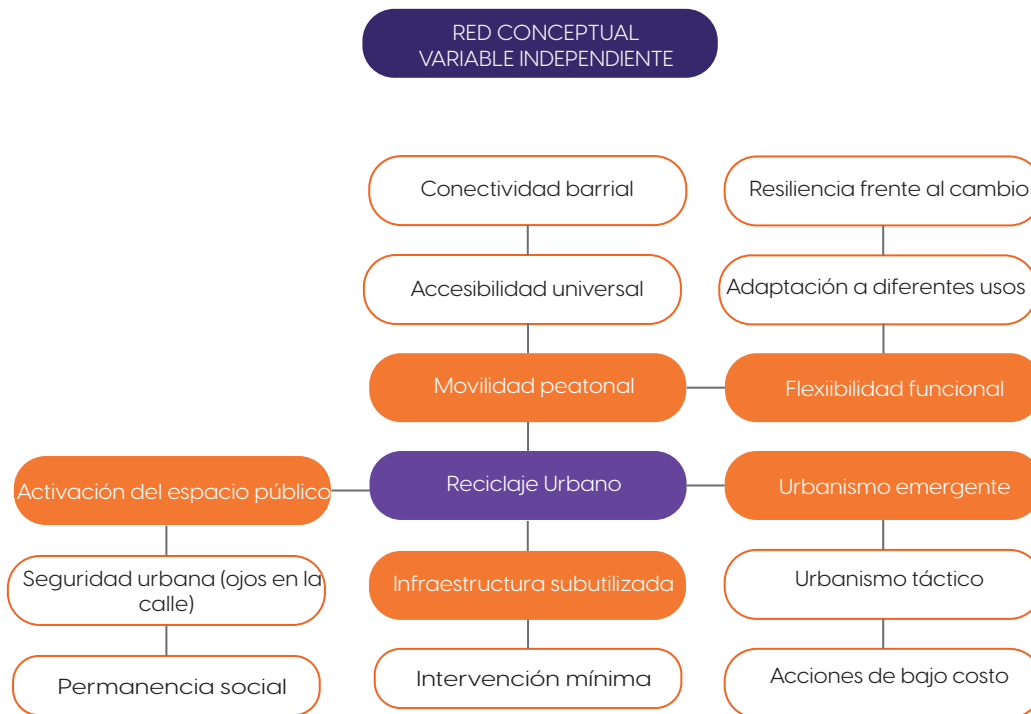 RED CONCEPTUAL
VARIABLE INDEPENDIENTE
Conectividad barrial
Resiliencia frente al cambio
Accesibilidad universal
Adaptación a diferentes usos
Movilidad peatonal
Flexiibilidad funcional
Activación del espacio público
Reciclaje Urbano
Urbanismo emergente
Seguridad urbana (ojos en la
calle)
Infraestructura subutilizada
Urbanismo táctico
Permanencia social
Intervención mínima
Acciones de bajo costo